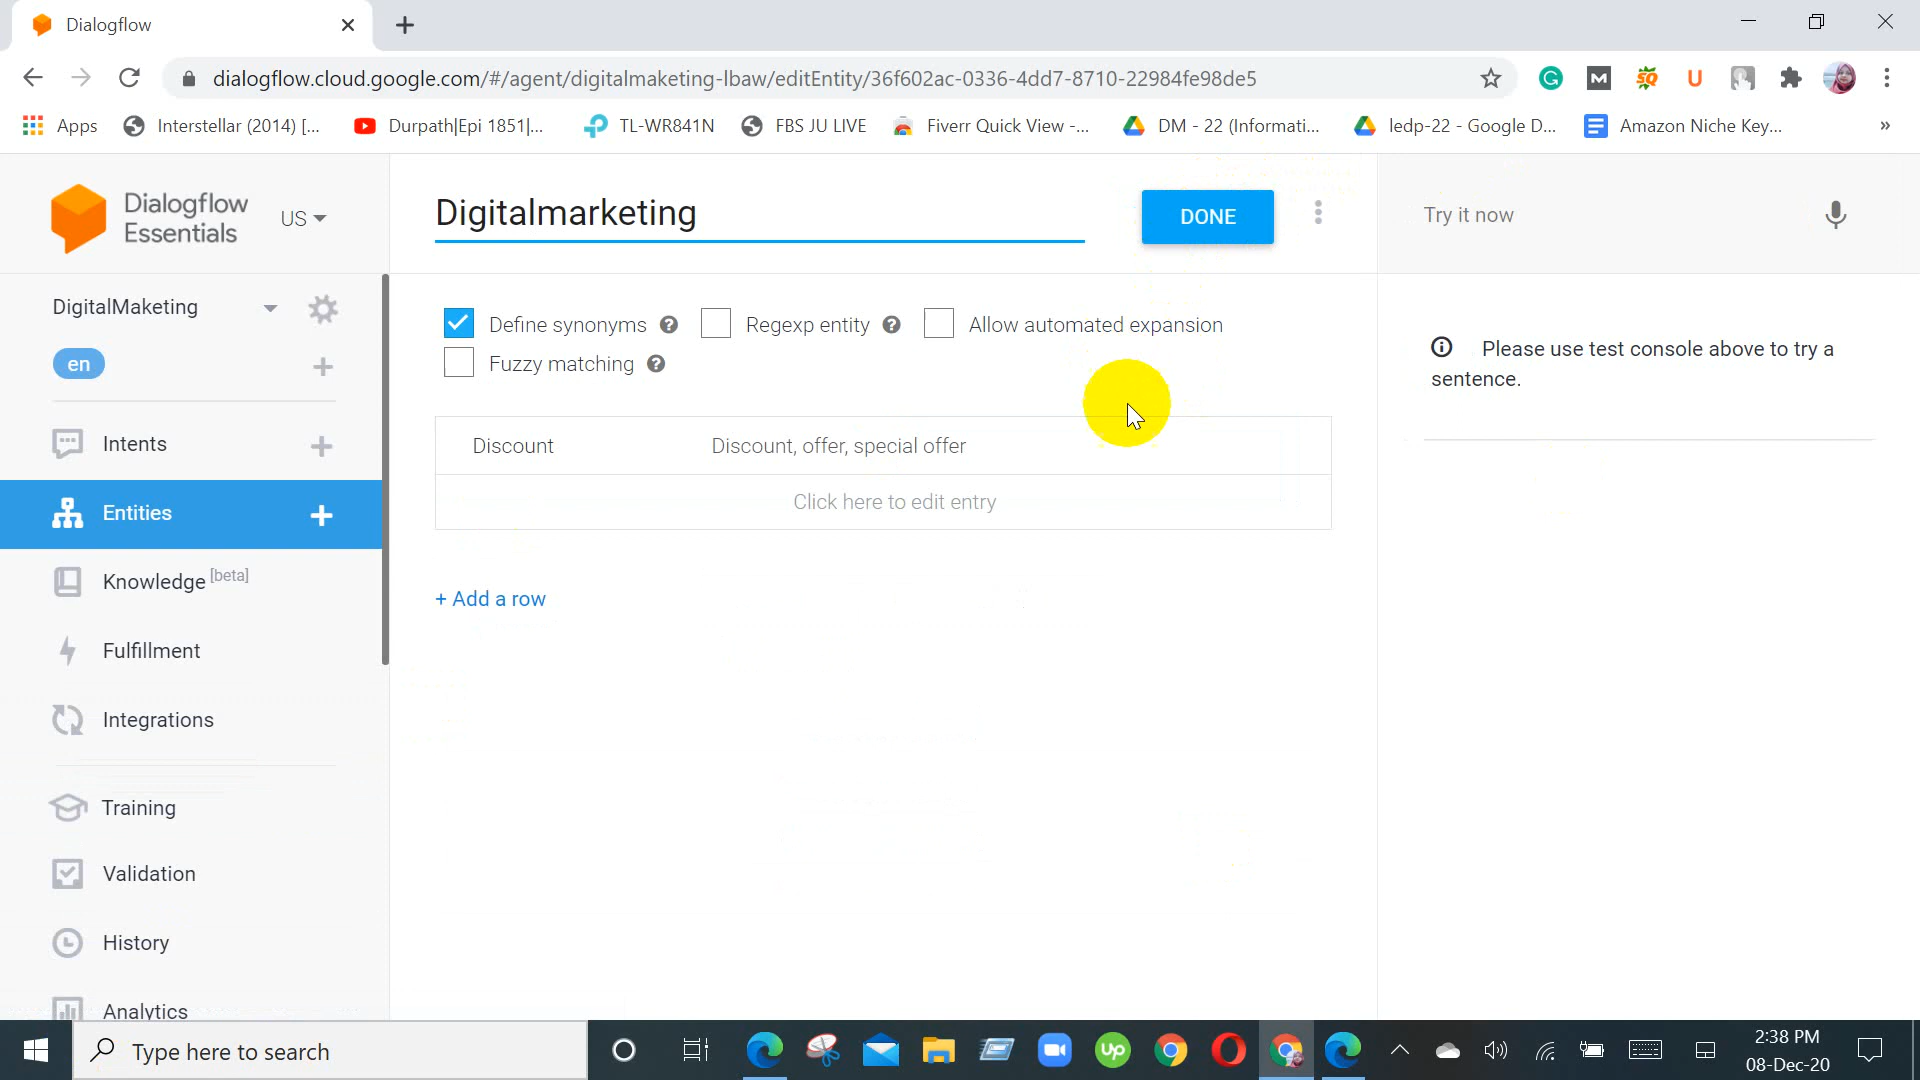 Dialogflow
dialogflow.cloud.google.com/#/agent/digitalmaketing-lbaw/editEntity/36f602ac-0336-4dd7-8710-22984fe98de5
Apps
Interstellar (2014) [...
Durpath|Epi 1851|...
TL-WR841N
FBS JU LIVE
Fiverr Quick View -...
DM - 22 (Informati...
ledp-22 - Google D...
Amazon Niche Key...
»
Dialogflow
Essentials
US
Digitalmarketing
DONE
Try it now
DigitalMaketing
en
Define synonyms
Regexp entity
Allow automated expansion
Fuzzy matching
Please use test console above to try a
sentence.
Discount
Discount, offer, special offer
Click here to edit entry
+ Add a row
Intents
Entities
Knowledge [beta]
Fulfillment
Integrations
Training
Validation
History
Analytics
Type here to search
2:38 PM
08-Dec-20